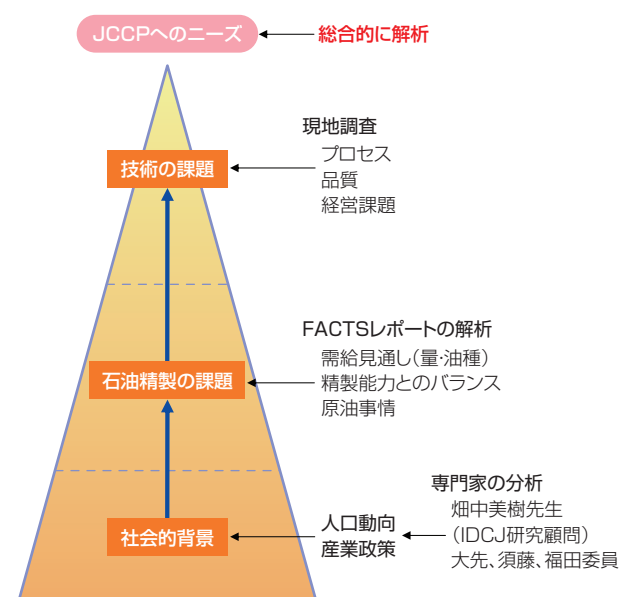 JCCPへのニーズ
総合的に解析
現地調査
プロセス
品質
経営課題
技術の課題
FACTSレポートの解析
需給見通し(量・油種)
精製能力とのバランス
原油事情
石油精製の課題
専門家の分析
畑中美樹先生
(IDCJ研究顧問)
大先、須藤、福田委員
人口動向
産業政策
社会的背景